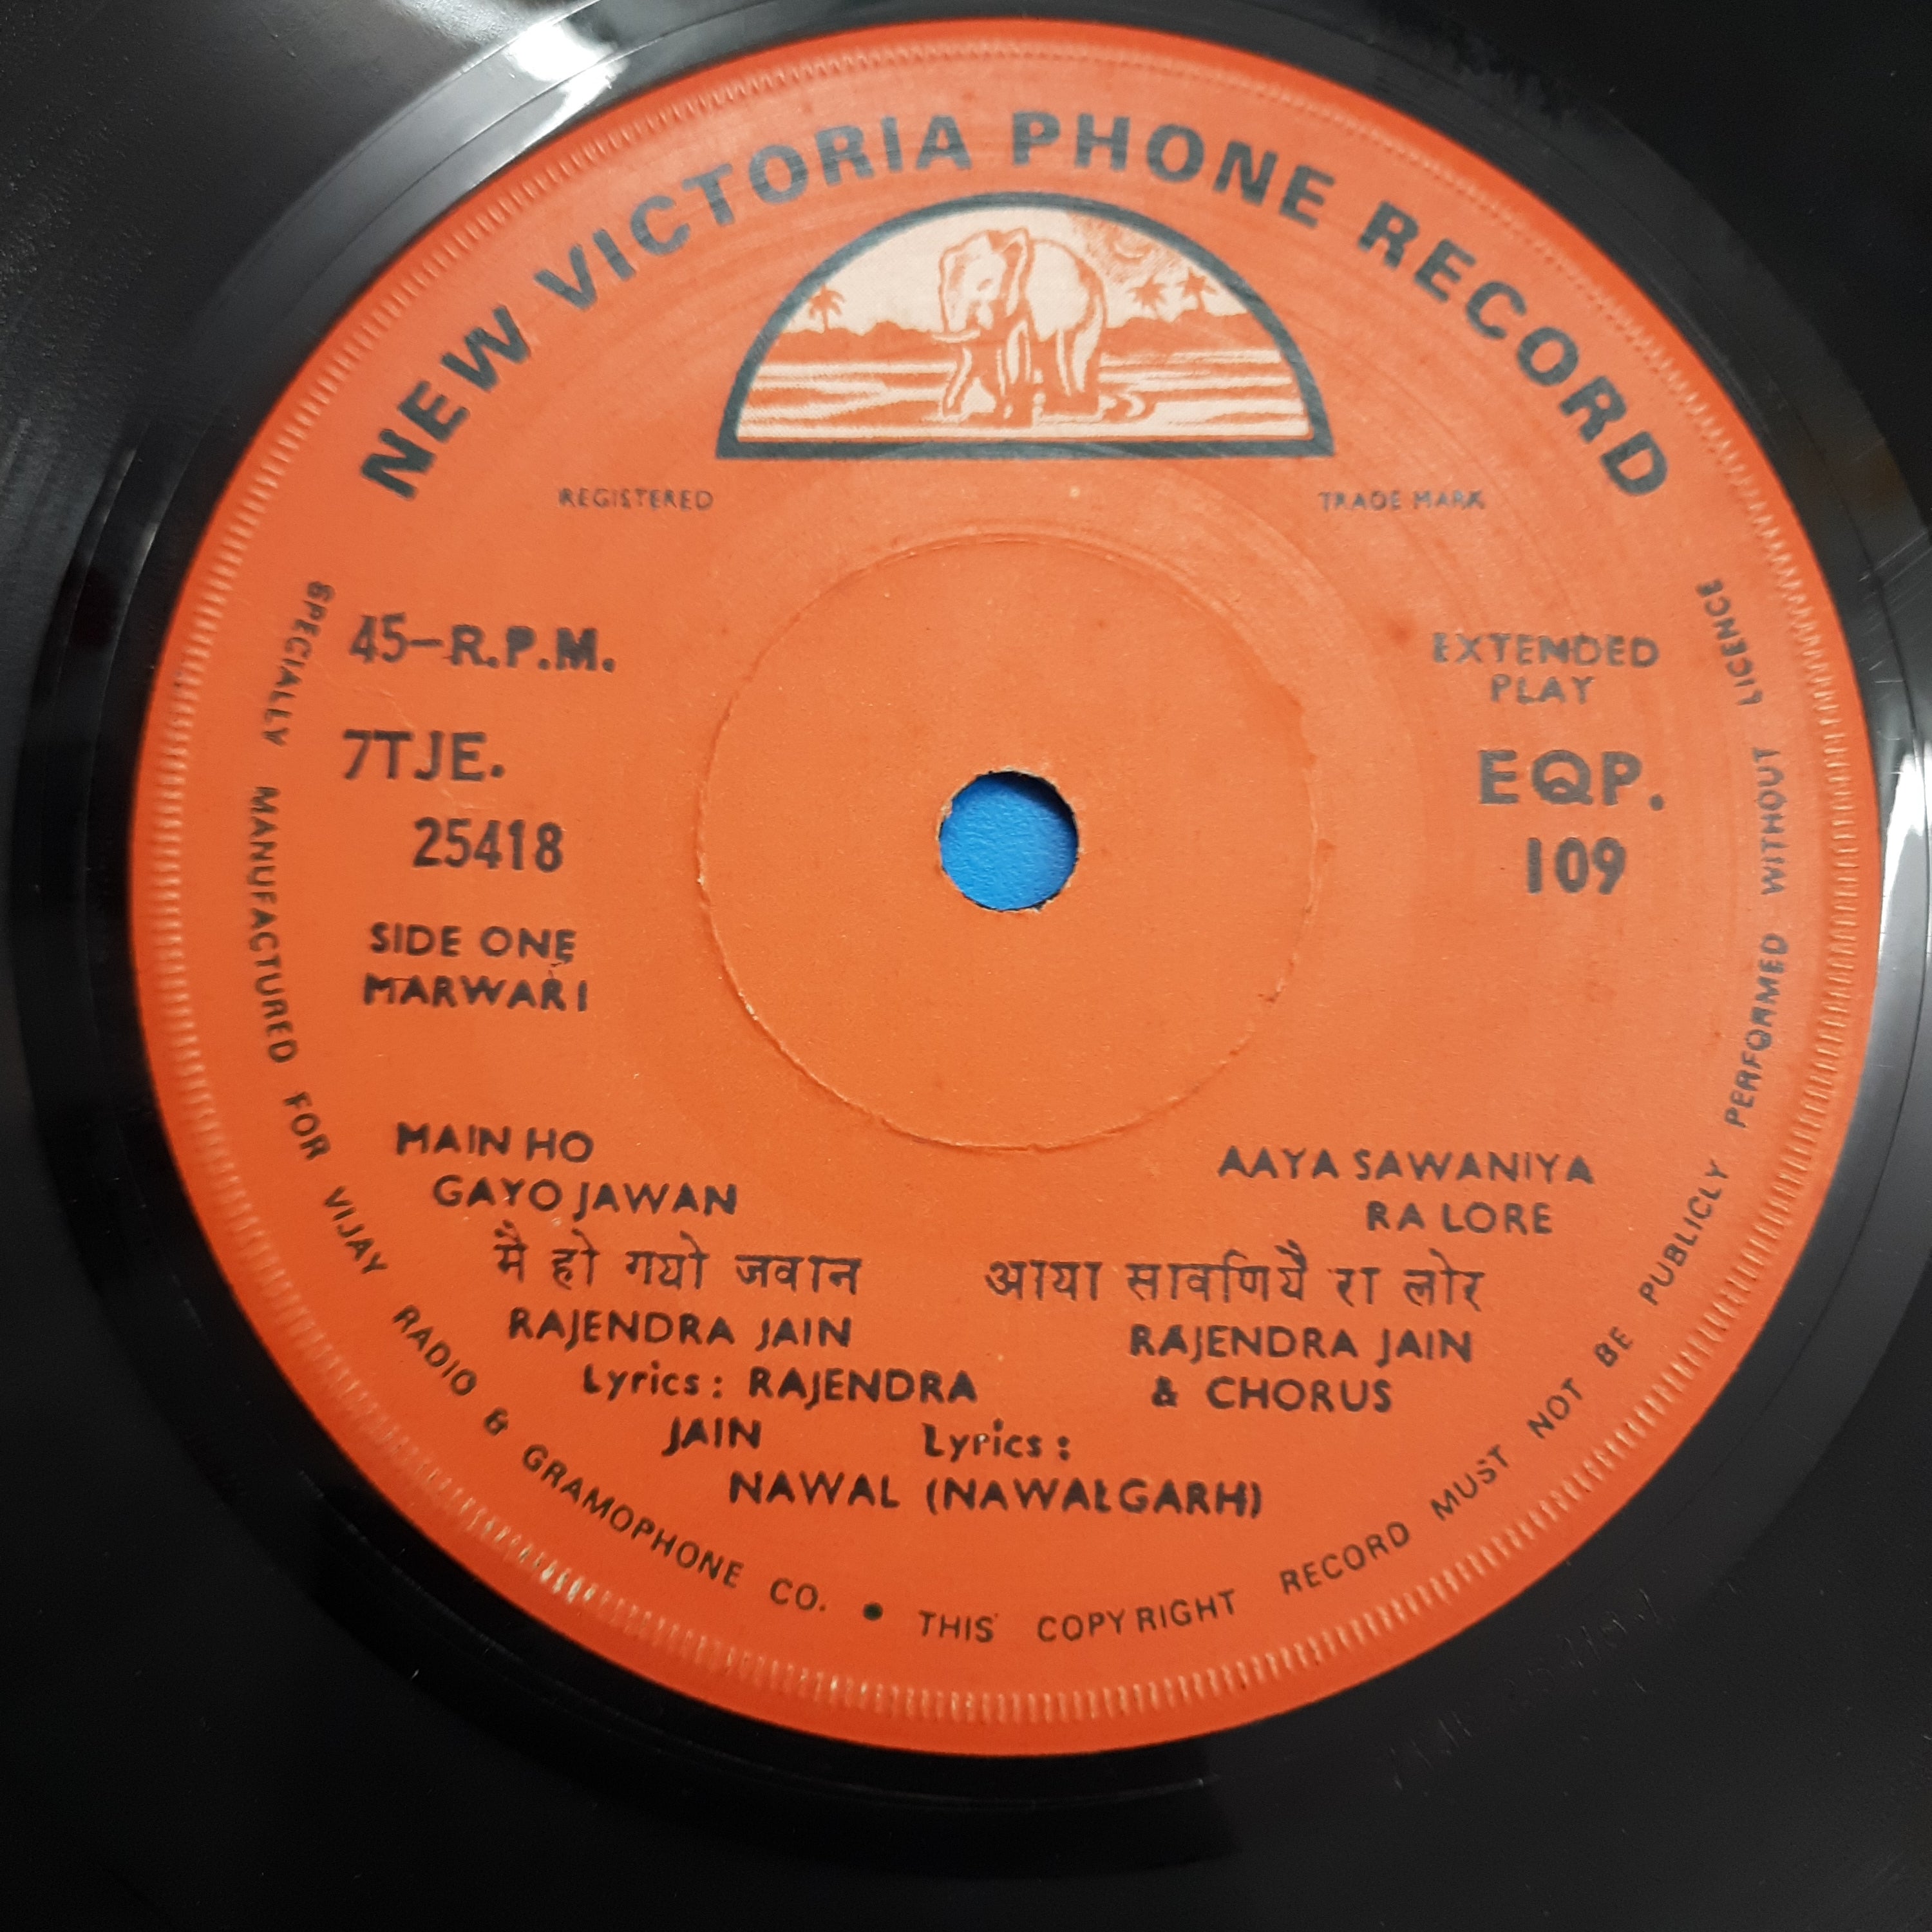 NEW VICTORIA PHONE RECORD
REGISTERED
TRADE MARK
45-R.P.M.
7TJE.
25418
SIDE ONE
MARWARI
EXTENDED
PLAY
EQP.
109
MAIN HO
GAYO JAWAN
मै हो गयो जवान
RAJENDRA JAIN
Lyrics: RAJENDRA
JAIN
AAYA SAWANIYA
RA LORE
आया सावणियै रा लोर
RAJENDRA JAIN
& CHORUS
Lyrics:
NAWAL (NAWALGARH)
SPECIALLY MANUFACTURED FOR VIJAY RADIO & GRAMOPHONE CO. • THIS COPYRIGHT RECORD MUST NOT BE PUBLICLY PERFORMED WITHOUT LICENCE